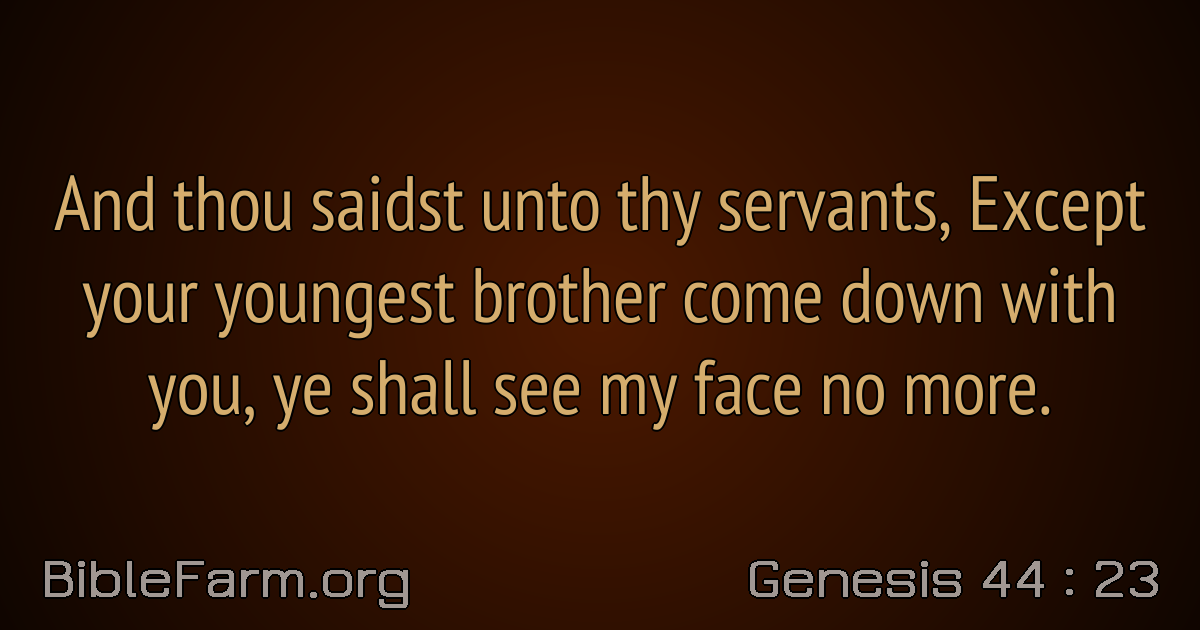 And thou saidst unto thy servants, Except
your youngest brother come down with
you, ye shall see my face no more.
BibleFarm.org
Genesis 44 : 23